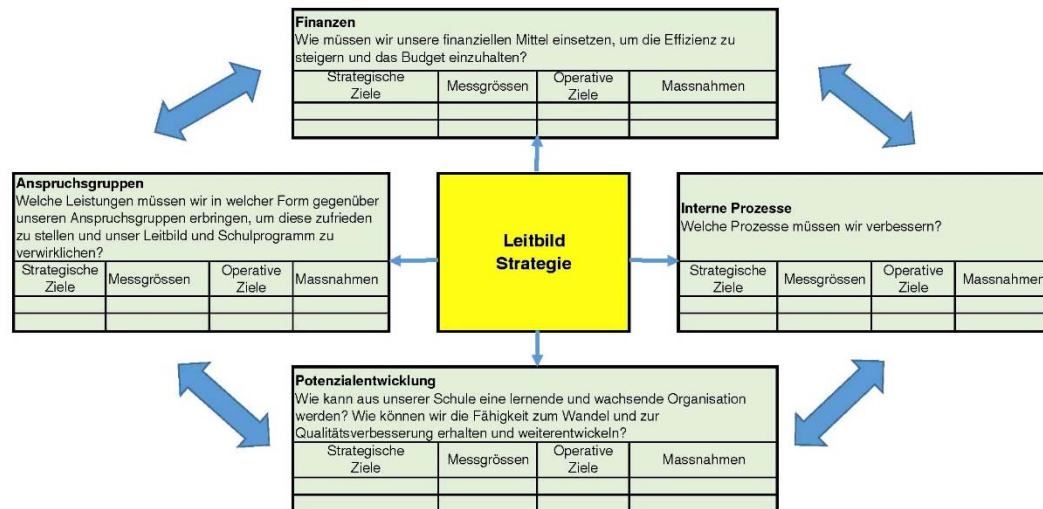 Finanzen
Wie müssen wir unsere finanziellen Mittel einsetzen, um die Effizienz zu
steigern und das Budget einzuhalten?
Strategische
Ziele
Messgrössen
Operative
Ziele
Massnahmen
Anspruchsgruppen
Welche Leistungen müssen wir in welcher Form gegenüber
unseren Anspruchsgruppen erbringen, um diese zufrieden
zu stellen und unser Leitbild und Schulprogramm zu
verwirklichen?
Strategische
Ziele
Messgrössen
Operative
Ziele
Massnahmen
Leitbild
Strategie
Interne Prozesse
Welche Prozesse müssen wir verbessern?
Strategische
Ziele
Messgrössen
Operative
Ziele
Massnahmen
Potenzialentwicklung
Wie kann aus unserer Schule eine lernende und wachsende Organisation
werden? Wie können wir die Fähigkeit zum Wandel und zur
Qualitätsverbesserung erhalten und weiterentwickeln?
Strategische
Ziele
Messgrössen
Operative
Ziele
Massnahmen